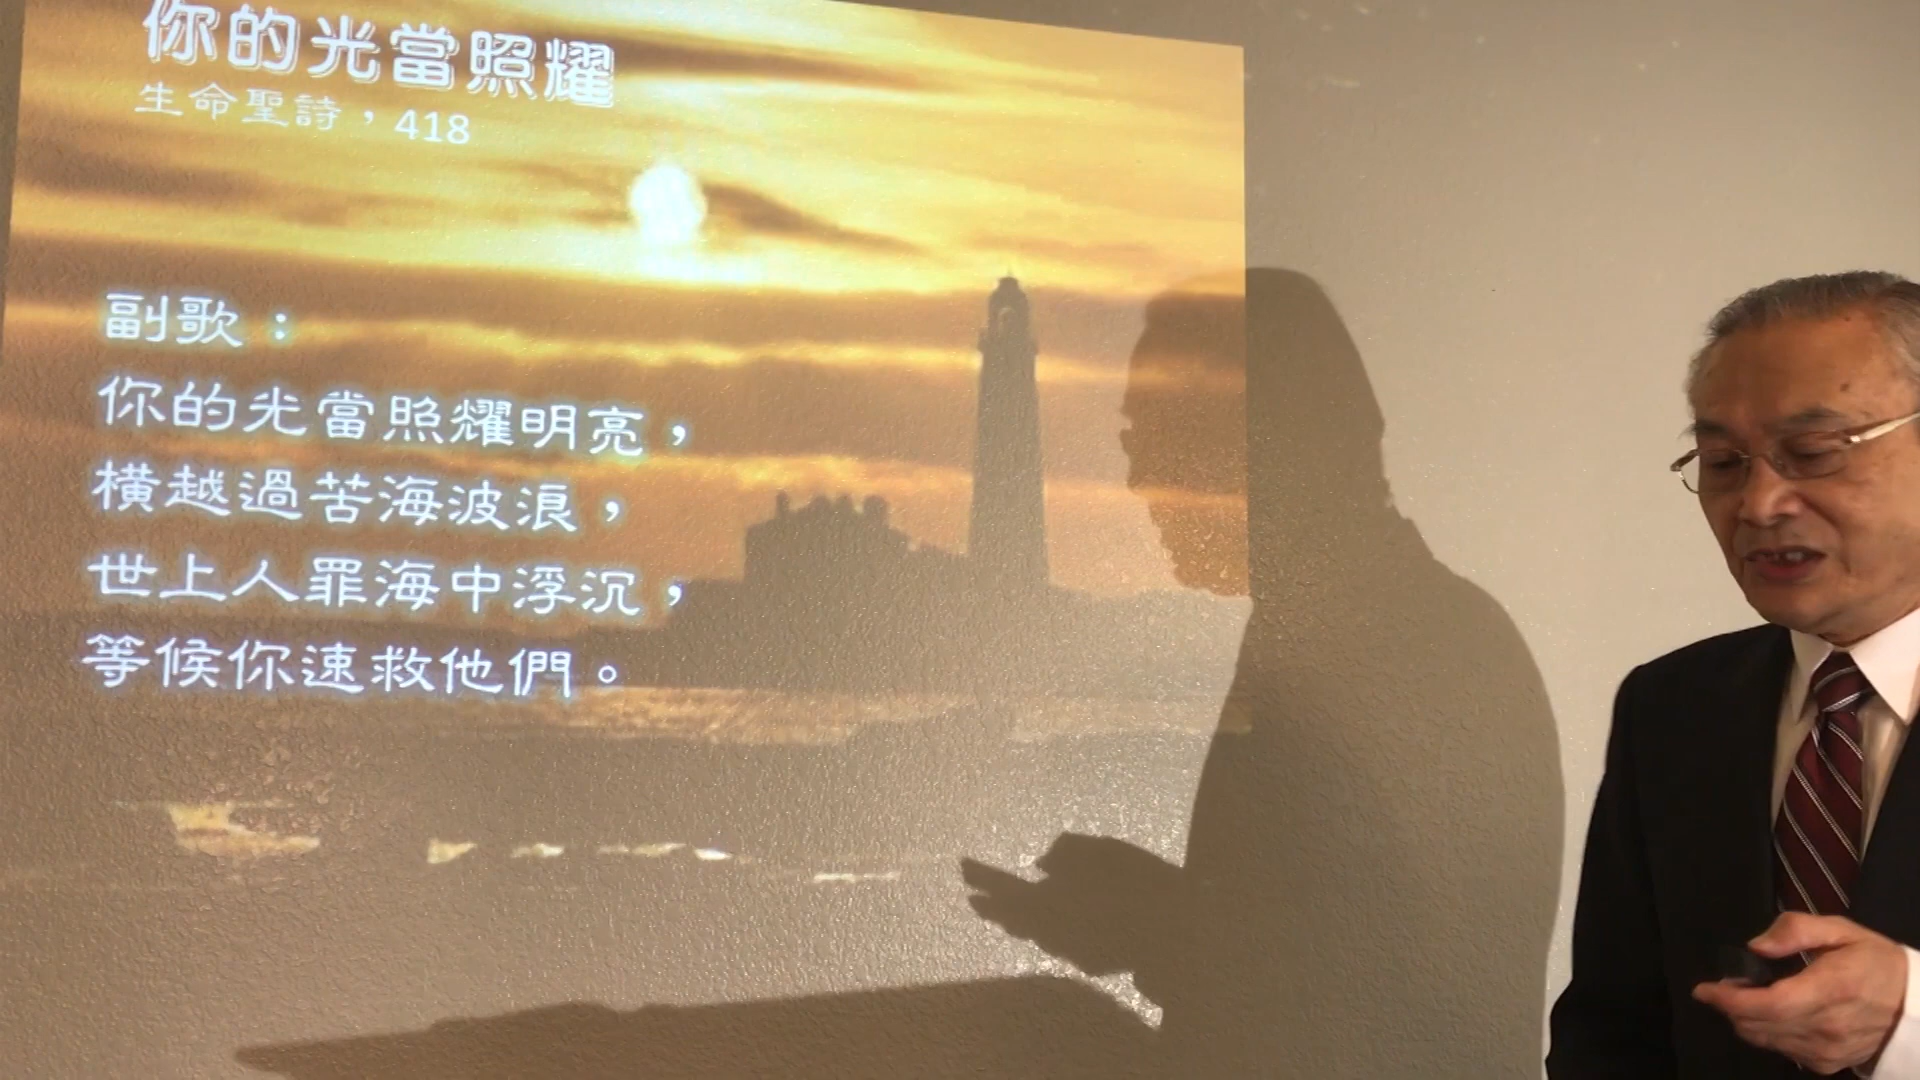 你的光當照耀
生命聖詩，418
副歌：
你的光當照耀明亮，
橫越過苦海波浪，
世上人罪海中浮沉，
等候你速救他們。